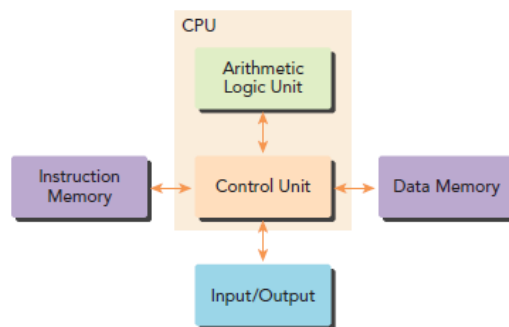 CPU
Arithmetic
Logic Unit
Instruction
Memory
Control Unit
Data Memory
Input/Output